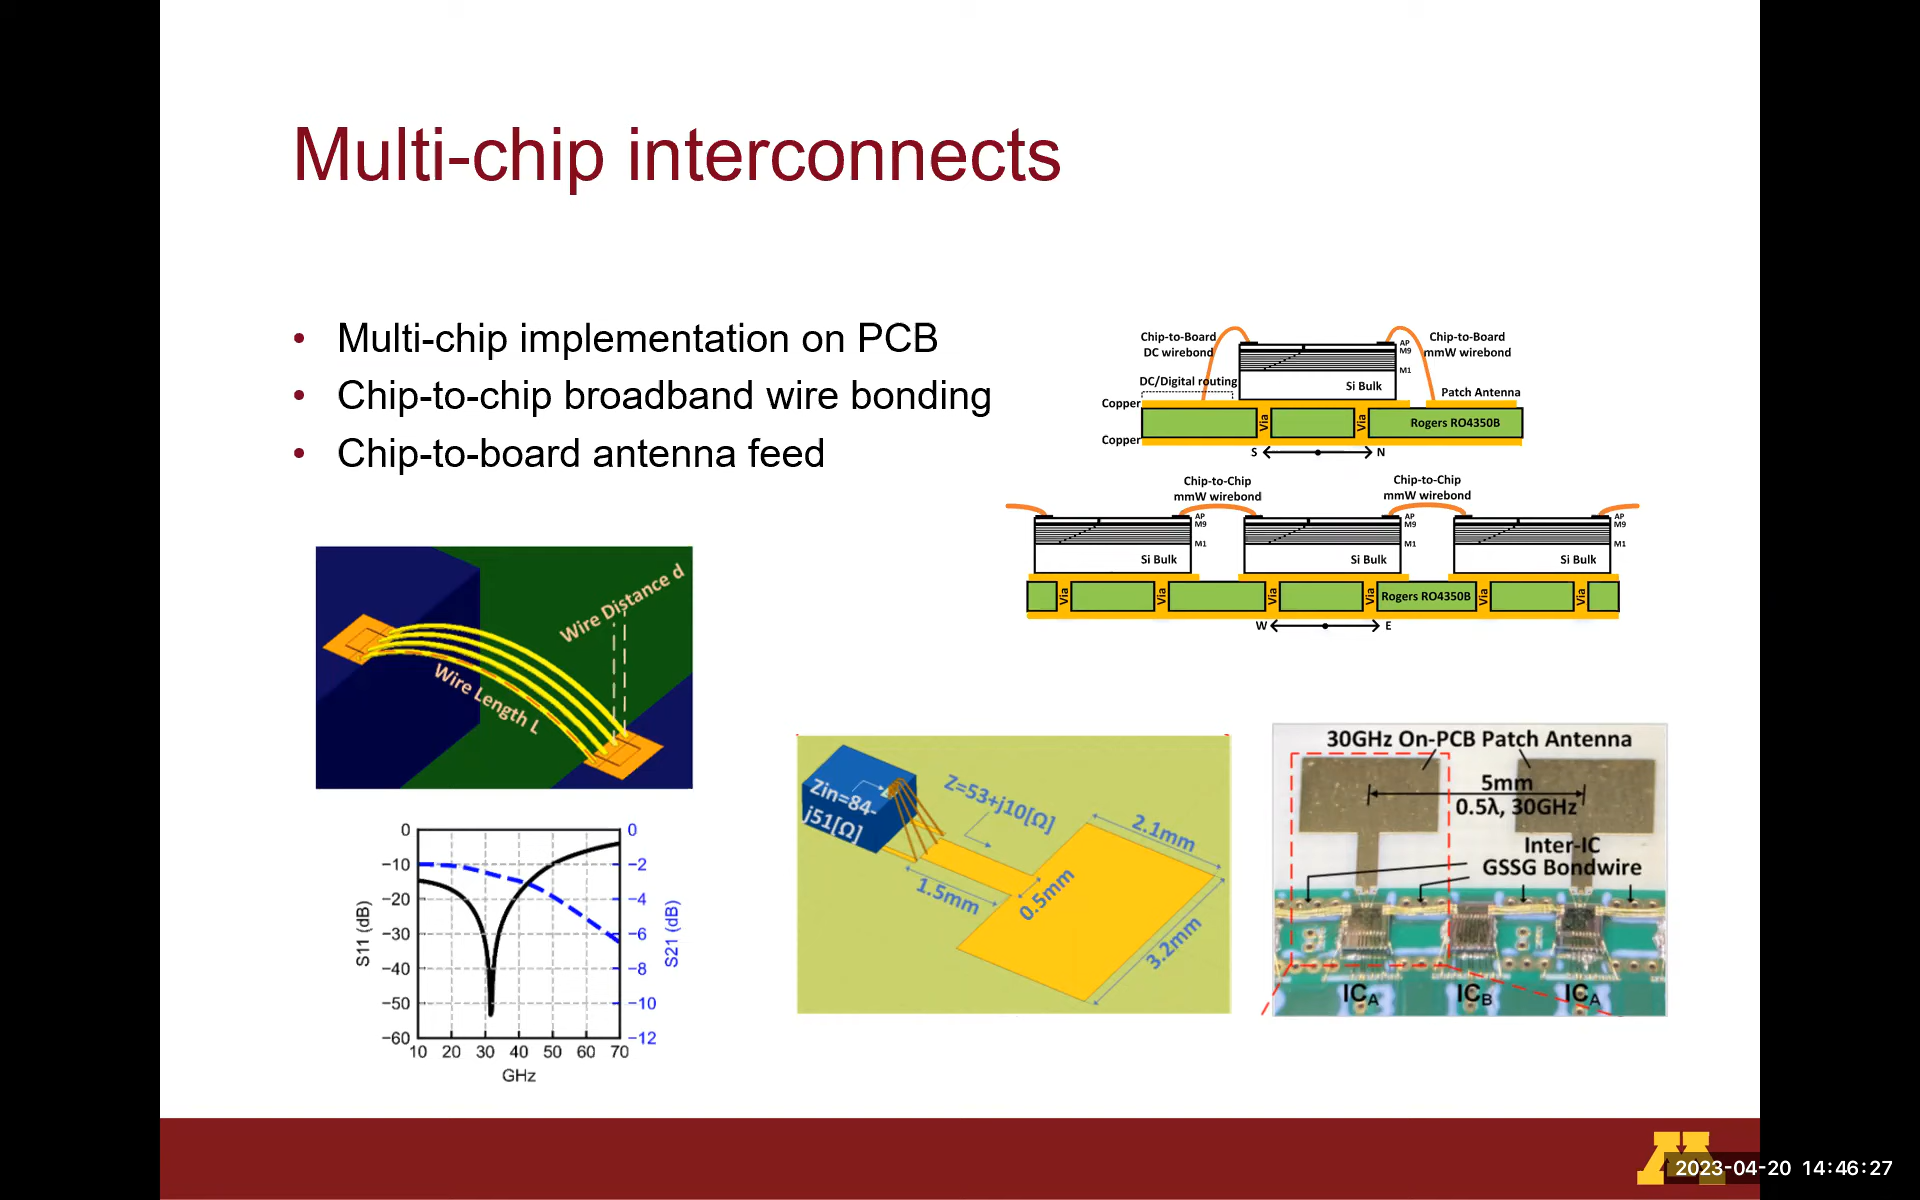 Multi-chip interconnects
• Multi-chip implementation on PCB
• Chip-to-chip broadband wire bonding
• Chip-to-board antenna feed
Chip-to-Board
DC wirebond
Chip-to-Board
mmW wirebond
AP
M9
M1
DC/Digital routing
Si Bulk
Patch Antenna
Copper
Via
Via
Rogers RO4350B
Copper
S
N
Chip-to-Chip
mmW wirebond
Chip-to-Chip
mmW wirebond
AP
M9
M1
AP
M9
M1
AP
M9
M1
Si Bulk
Si Bulk
Si Bulk
Via
Via
Via
Via
Rogers RO4350B
Via
Via
W
E
Wire Distance d
Wire Length L
0
−10
−20
−30
−40
−50
−60
S11 (dB)
0
−2
−4
−6
−8
−10
−12
S21 (dB)
10 20 30 40 50 60 70
GHz
Zin=84-
j51[Ω]
Z=53+j10[Ω]
2.1mm
1.5mm
0.5mm
3.2mm
30GHz On-PCB Patch Antenna
5mm
0.5λ, 30GHz
Inter-IC
GSSG Bondwire
ICA
ICB
ICA
2023-04-20 14:46:27